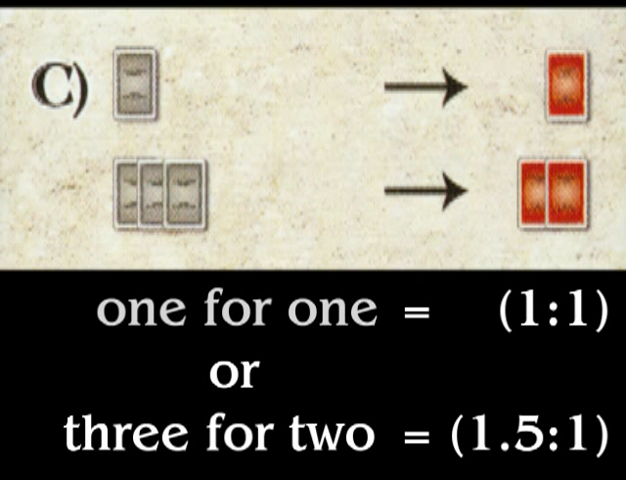 C)
one for one = (1:1)
or
three for two = (1.5:1)